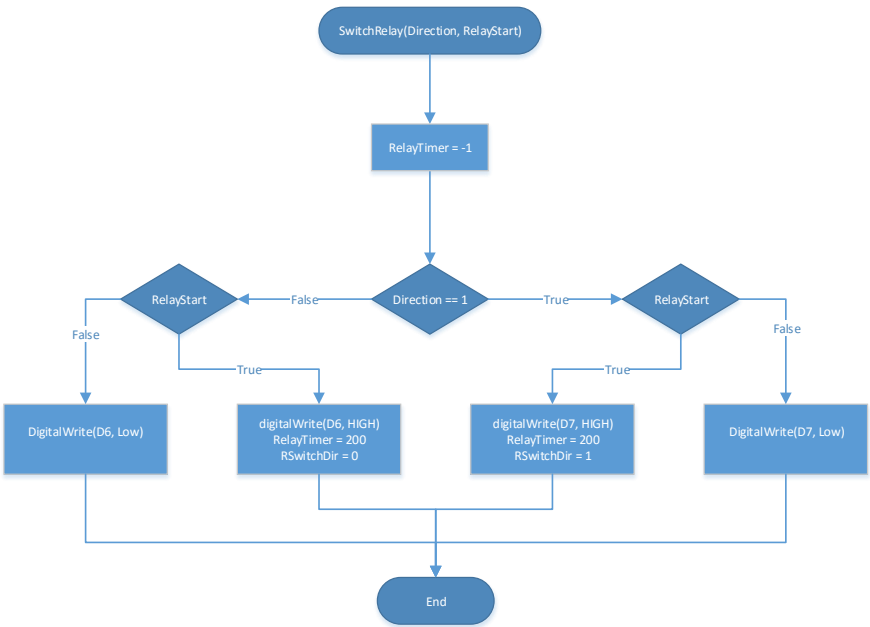 SwitchRelay(Direction, RelayStart)
RelayTimer = -1
RelayStart
False
Direction == 1
True
RelayStart
False
False
True
True
DigitalWrite(D6, Low)
digitalWrite(D6, HIGH)
RelayTimer = 200
RSwitchDir = 0
digitalWrite(D7, HIGH)
RelayTimer = 200
RSwitchDir = 1
DigitalWrite(D7, Low)
End